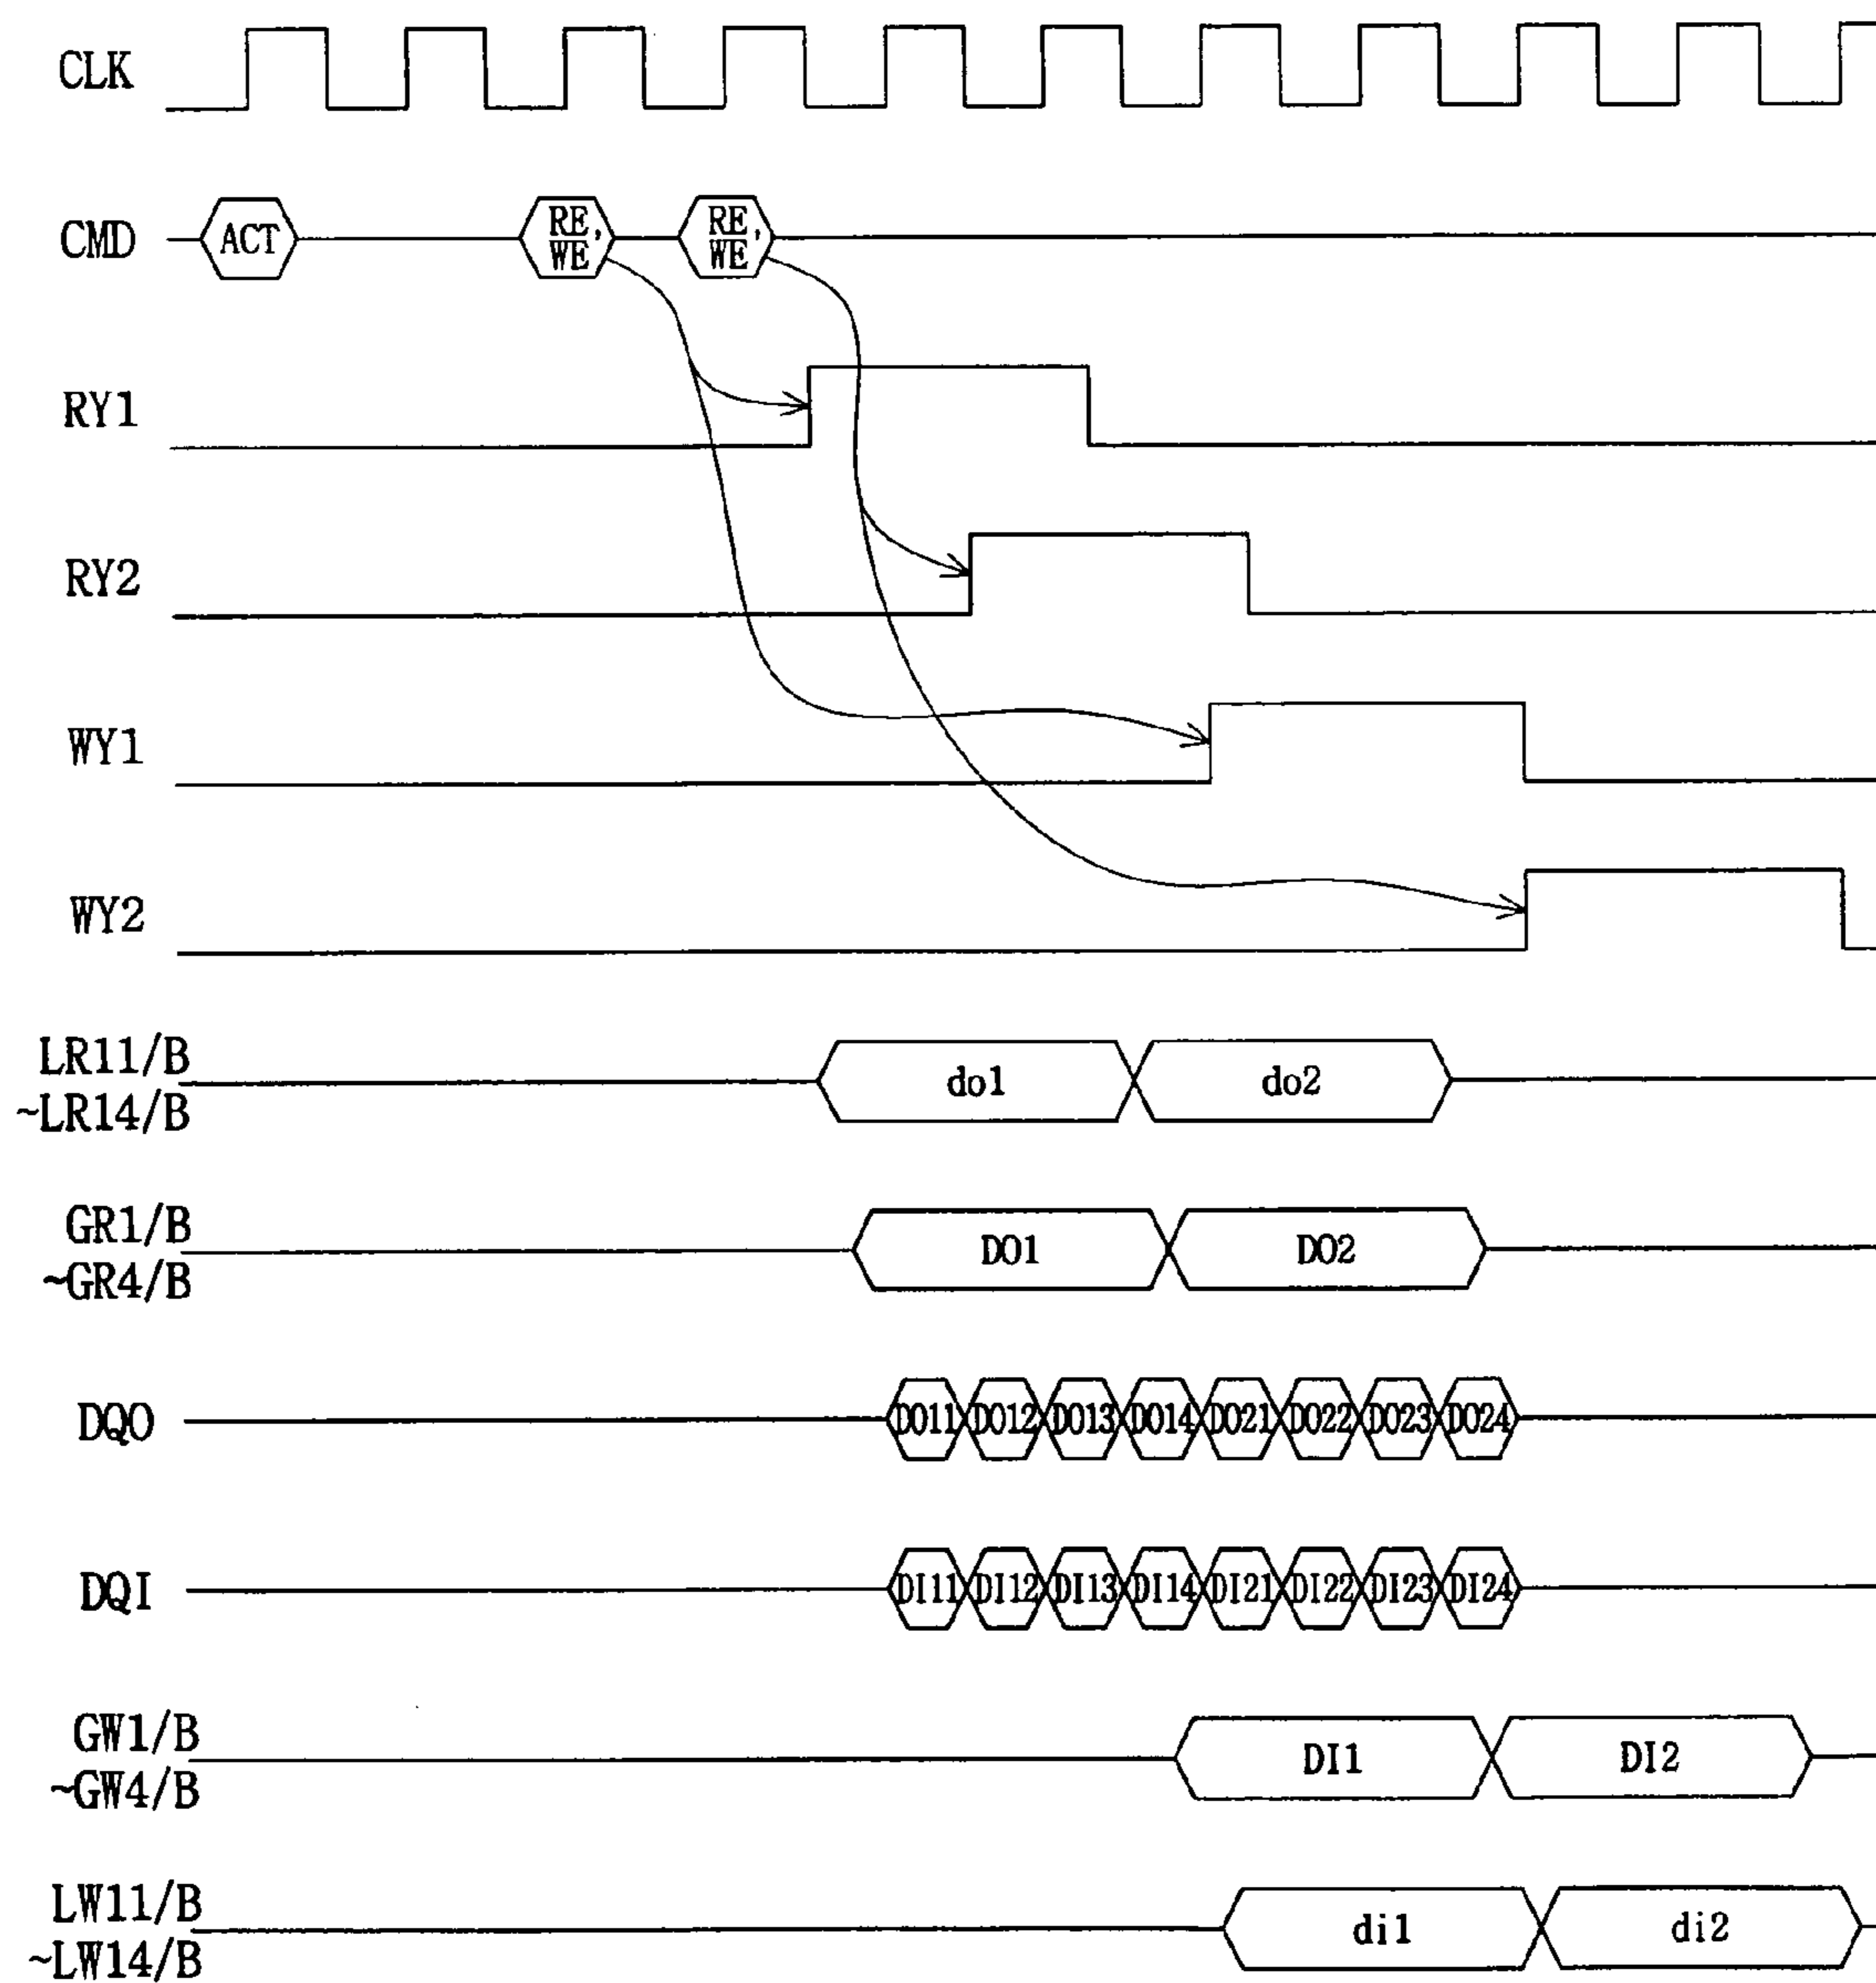 CLK
CMD ACT RE, WE RE, WE
RY1
RY2
WY1
WY2
LR11/B
~LR14/B do1 do2
GR1/B
~GR4/B DO1 DO2
DQO DO11 DO12 DO13 DO14 DO21 DO22 DO23 DO24
DQI DI11 DI12 DI13 DI14 DI21 DI22 DI23 DI24
GW1/B
~GW4/B DI1 DI2
LW11/B
~LW14/B di1 di2